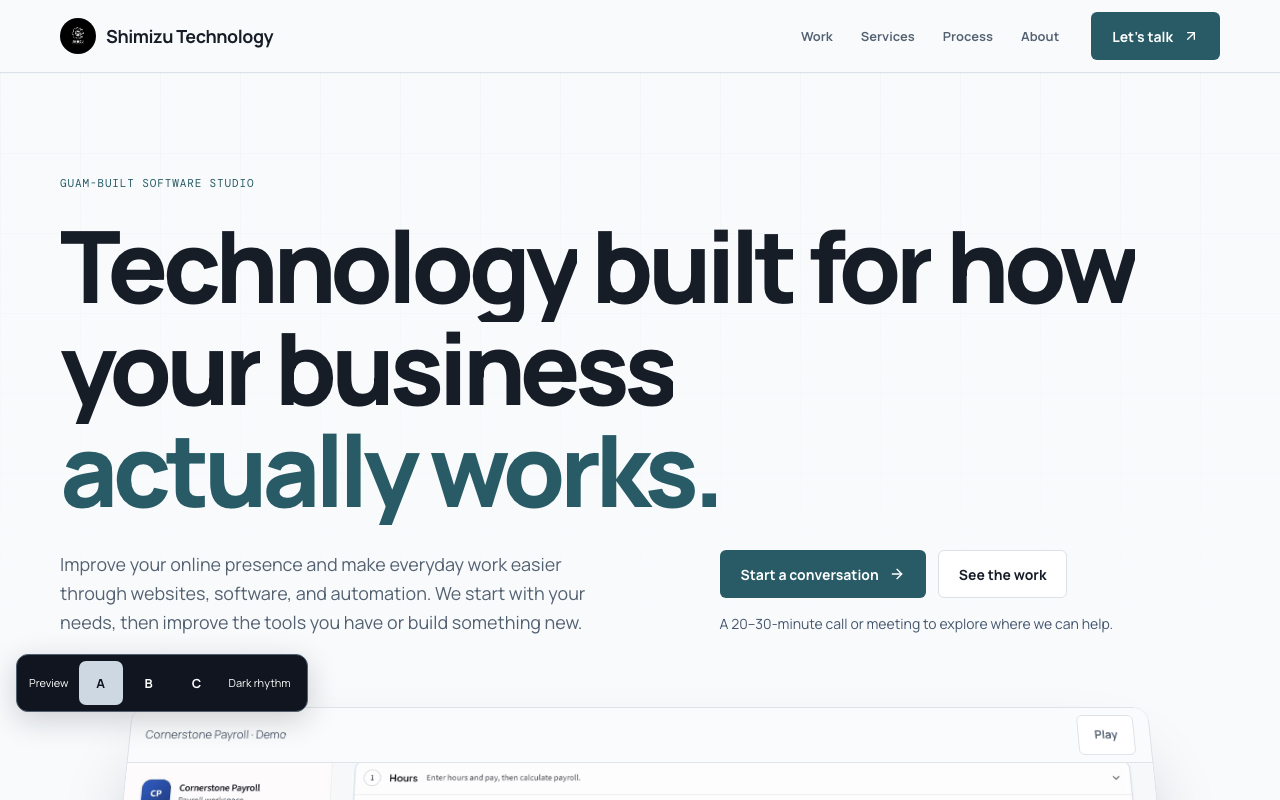 Shimizu Technology
Work
Services
Process
About
Let's talk
GUAM-BUILT SOFTWARE STUDIO
Technology built for how
your business
actually works.
Improve your online presence and make everyday work easier
through websites, software, and automation. We start with your
needs, then improve the tools you have or build something new.
Start a conversation
See the work
A 20–30-minute call or meeting to explore where we can help.
Preview
A
B
C
Dark rhythm
Cornerstone Payroll · Demo
Play
CP
Cornerstone Payroll
Payroll workspace
1
Hours
Enter hours and pay, then calculate payroll.